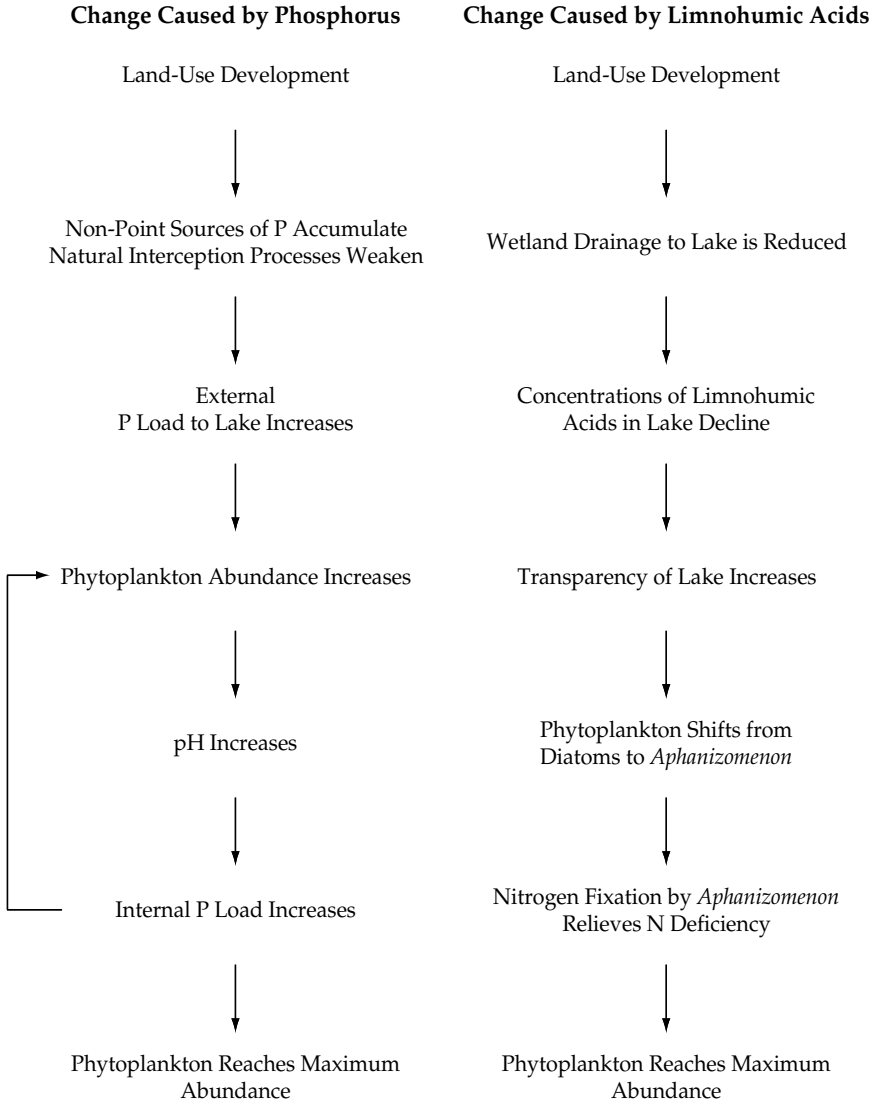 Change Caused by Phosphorus
Land-Use Development
Non-Point Sources of P Accumulate
Natural Interception Processes Weaken
External
P Load to Lake Increases
Phytoplankton Abundance Increases
pH Increases
Internal P Load Increases
Phytoplankton Reaches Maximum
Abundance
Change Caused by Limnohumic Acids
Land-Use Development
Wetland Drainage to Lake is Reduced
Concentrations of Limnohumic
Acids in Lake Decline
Transparency of Lake Increases
Phytoplankton Shifts from
Diatoms to Aphanizomenon
Nitrogen Fixation by Aphanizomenon
Relieves N Deficiency
Phytoplankton Reaches Maximum
Abundance